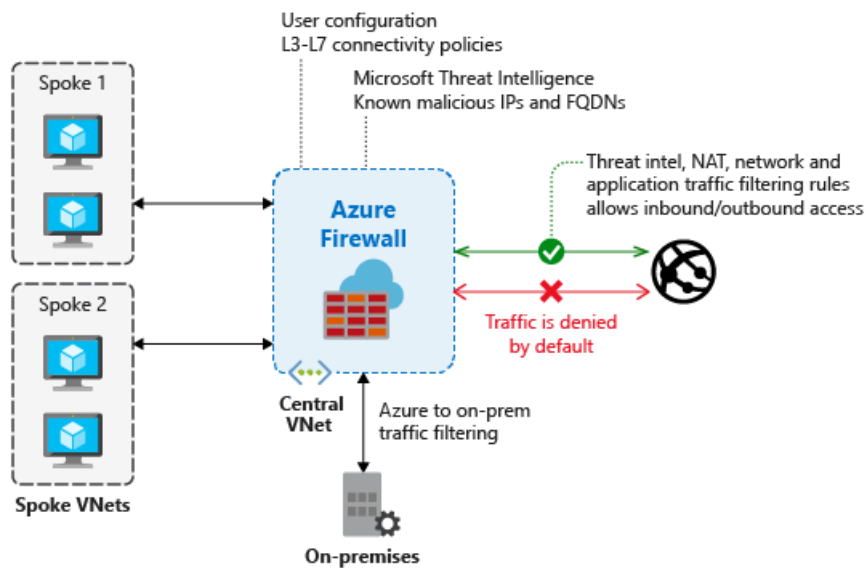 User configuration
L3-L7 connectivity policies
Microsoft Threat Intelligence
Known malicious IPs and FQDNs
Spoke 1
Threat intel, NAT, network and
application traffic filtering rules
allows inbound/outbound access
Azure
Firewall
Spoke 2
Traffic is denied
by default
Central
VNet
Azure to on-prem
traffic filtering
Spoke VNets
On-premises